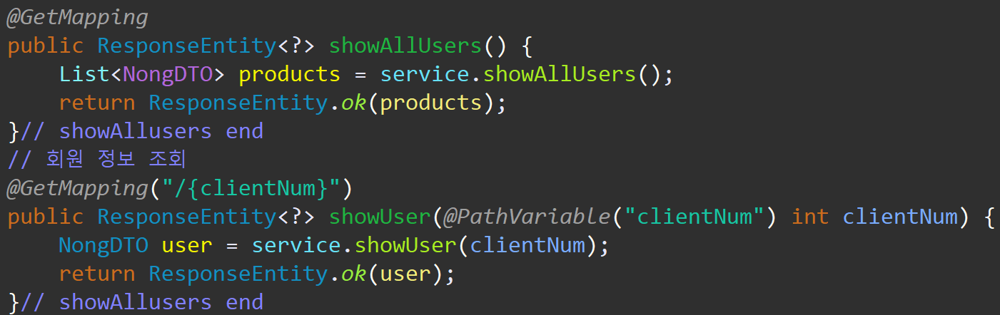 @GetMapping
public ResponseEntity<?> showAllUsers() {
    List<NongDTO> products = service.showAllUsers();
    return ResponseEntity.ok(products);
}// showAllusers end
// 회원 정보 조회
@GetMapping("/{clientNum}")
public ResponseEntity<?> showUser(@PathVariable("clientNum") int clientNum) {
    NongDTO user = service.showUser(clientNum);
    return ResponseEntity.ok(user);
}// showAllusers end